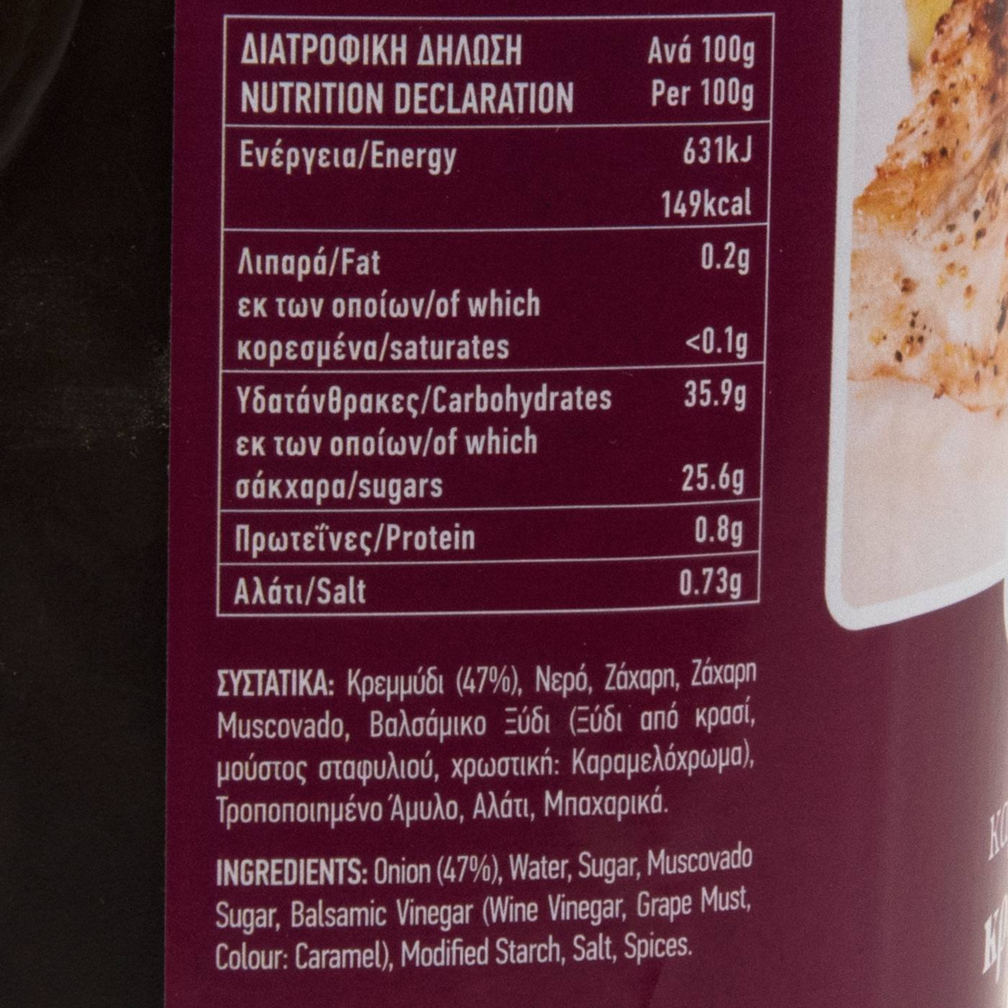 ΔΙΑΤΡΟΦΙΚΗ ΔΗΛΩΣΗ Ανά 100g
NUTRITION DECLARATION Per 100g
Ενέργεια/Energy 631kJ
149kcal
Λιπαρά/Fat 0.2g
εκ των οποίων/of which
κορεσμένα/saturates <0.1g
Υδατάνθρακες/Carbohydrates 35.9g
εκ των οποίων/of which
σάκχαρα/sugars 25.6g
Πρωτεΐνες/Protein 0.8g
Αλάτι/Salt 0.73g
ΣΥΣΤΑΤΙΚΑ: Κρεμμύδι (47%), Νερό, Ζάχαρη, Ζάχαρη
Muscovado, Βαλσάμικο Ξύδι (Ξύδι από κρασί,
μούστος σταφυλιού, χρωστική: Καραμελόχρωμα),
Τροποποιημένο Άμυλο, Αλάτι, Μπαχαρικά.
INGREDIENTS: Onion (47%), Water, Sugar, Muscovado
Sugar, Balsamic Vinegar (Wine Vinegar, Grape Must,
Colour: Caramel), Modified Starch, Salt, Spices.